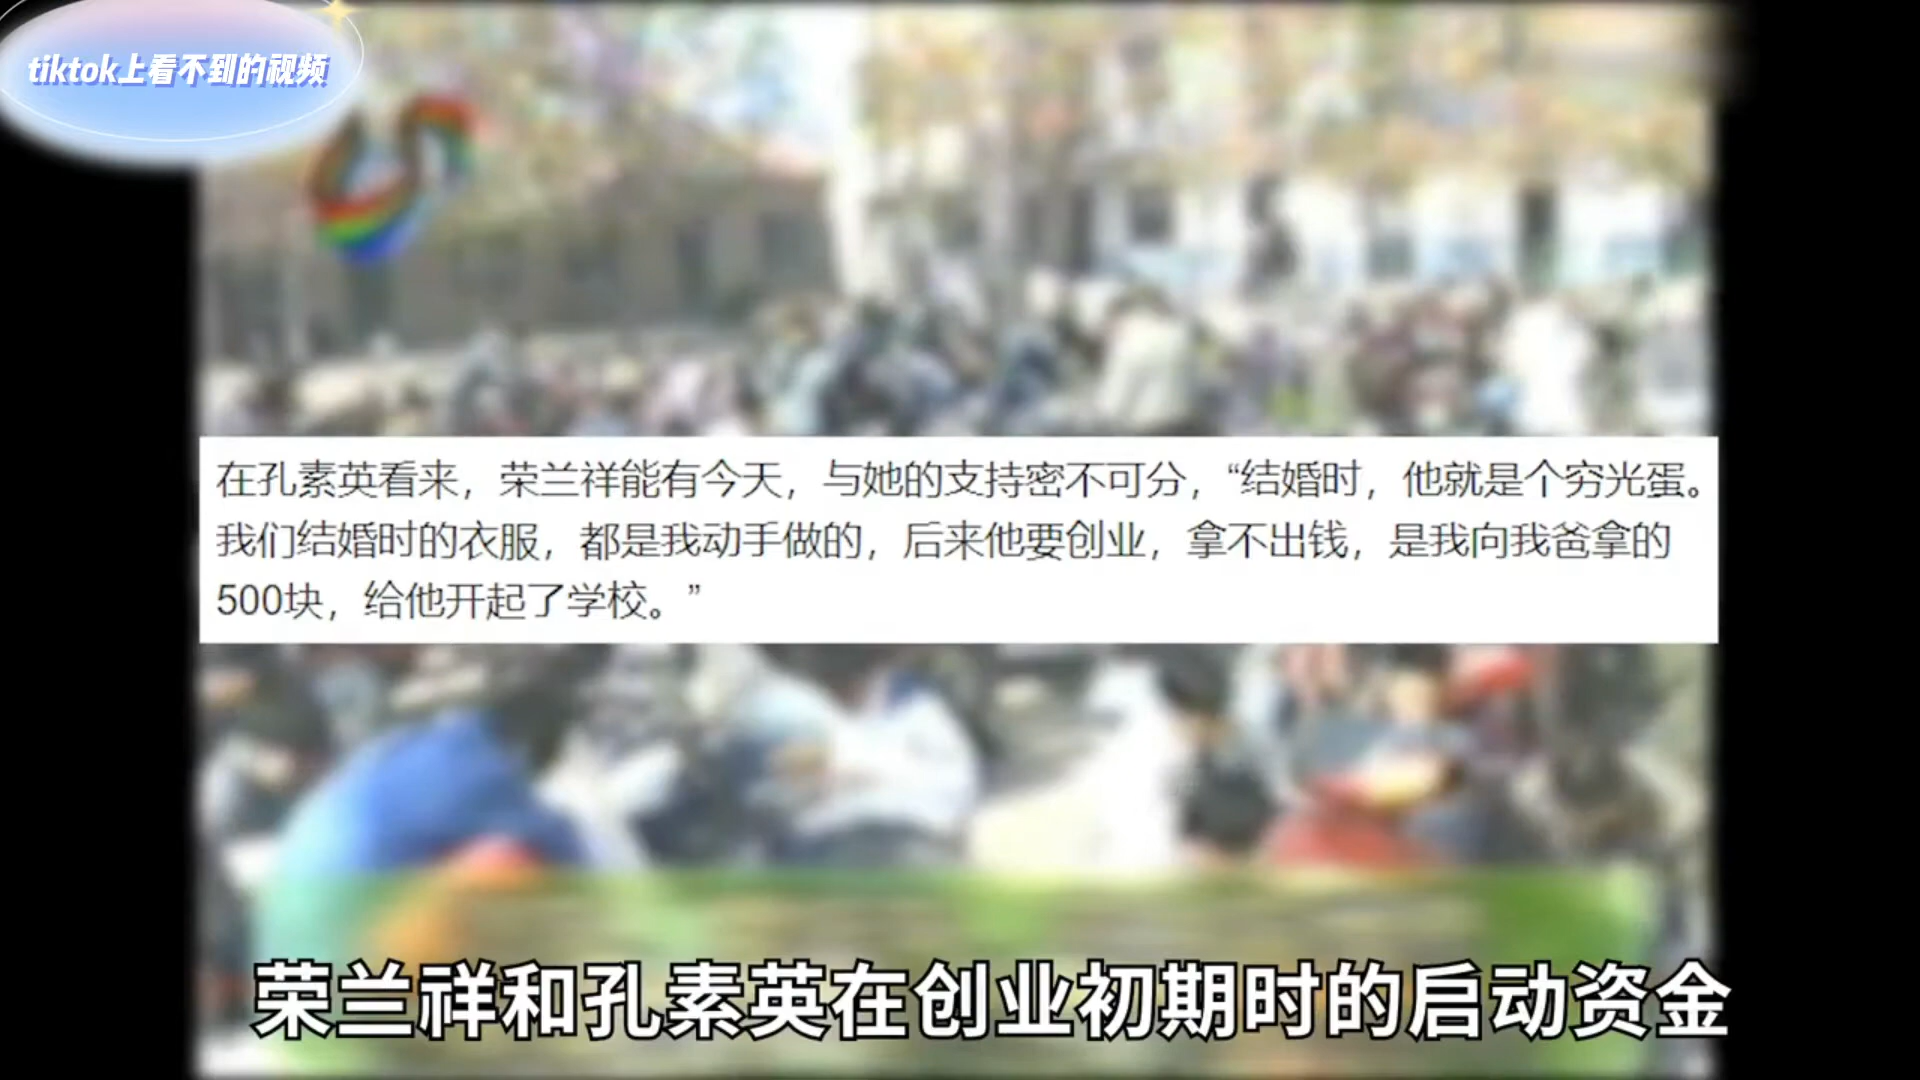 tiktok上看不到的视频
在孔素英看来，荣兰祥能有今天，与她的支持密不可分，“结婚时，他就是个穷光蛋。
我们结婚时的衣服，都是我动手做的，后来他要创业，拿不出钱，是我向我爸拿的
500块，给他开起了学校。”
荣兰祥和孔素英在创业初期时的启动资金